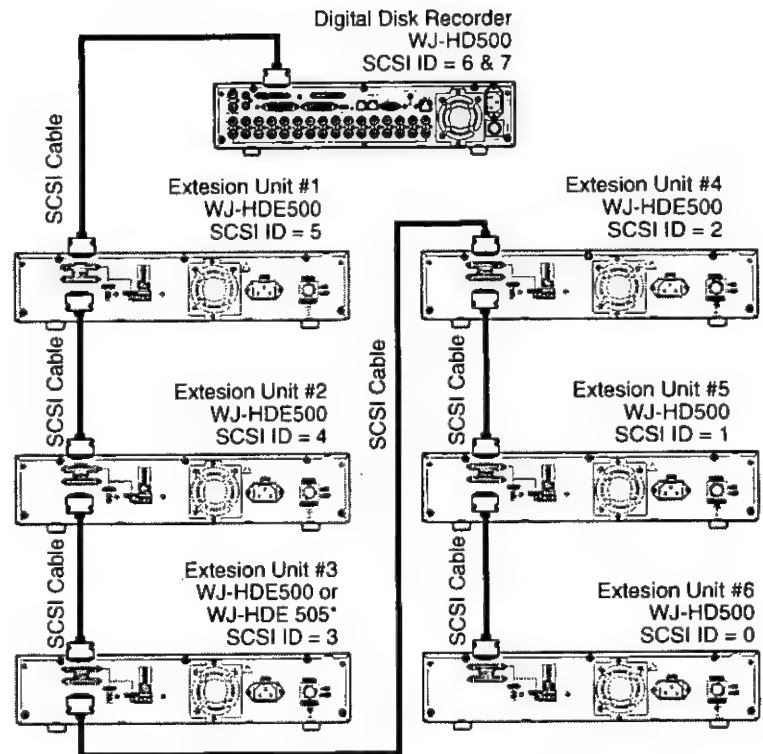 Digital Disk Recorder
WJ-HD500
SCSI ID = 6 & 7
SCSI Cable
Extesion Unit #1
WJ-HDE500
SCSI ID = 5
SCSI Cable
Extesion Unit #2
WJ-HDE500
SCSI ID = 4
SCSI Cable
Extesion Unit #3
WJ-HDE500 or
WJ-HDE 505*
SCSI ID = 3
SCSI Cable
Extesion Unit #4
WJ-HDE500
SCSI ID = 2
SCSI Cable
Extesion Unit #5
WJ-HD500
SCSI ID = 1
SCSI Cable
Extesion Unit #6
WJ-HD500
SCSI ID = 0